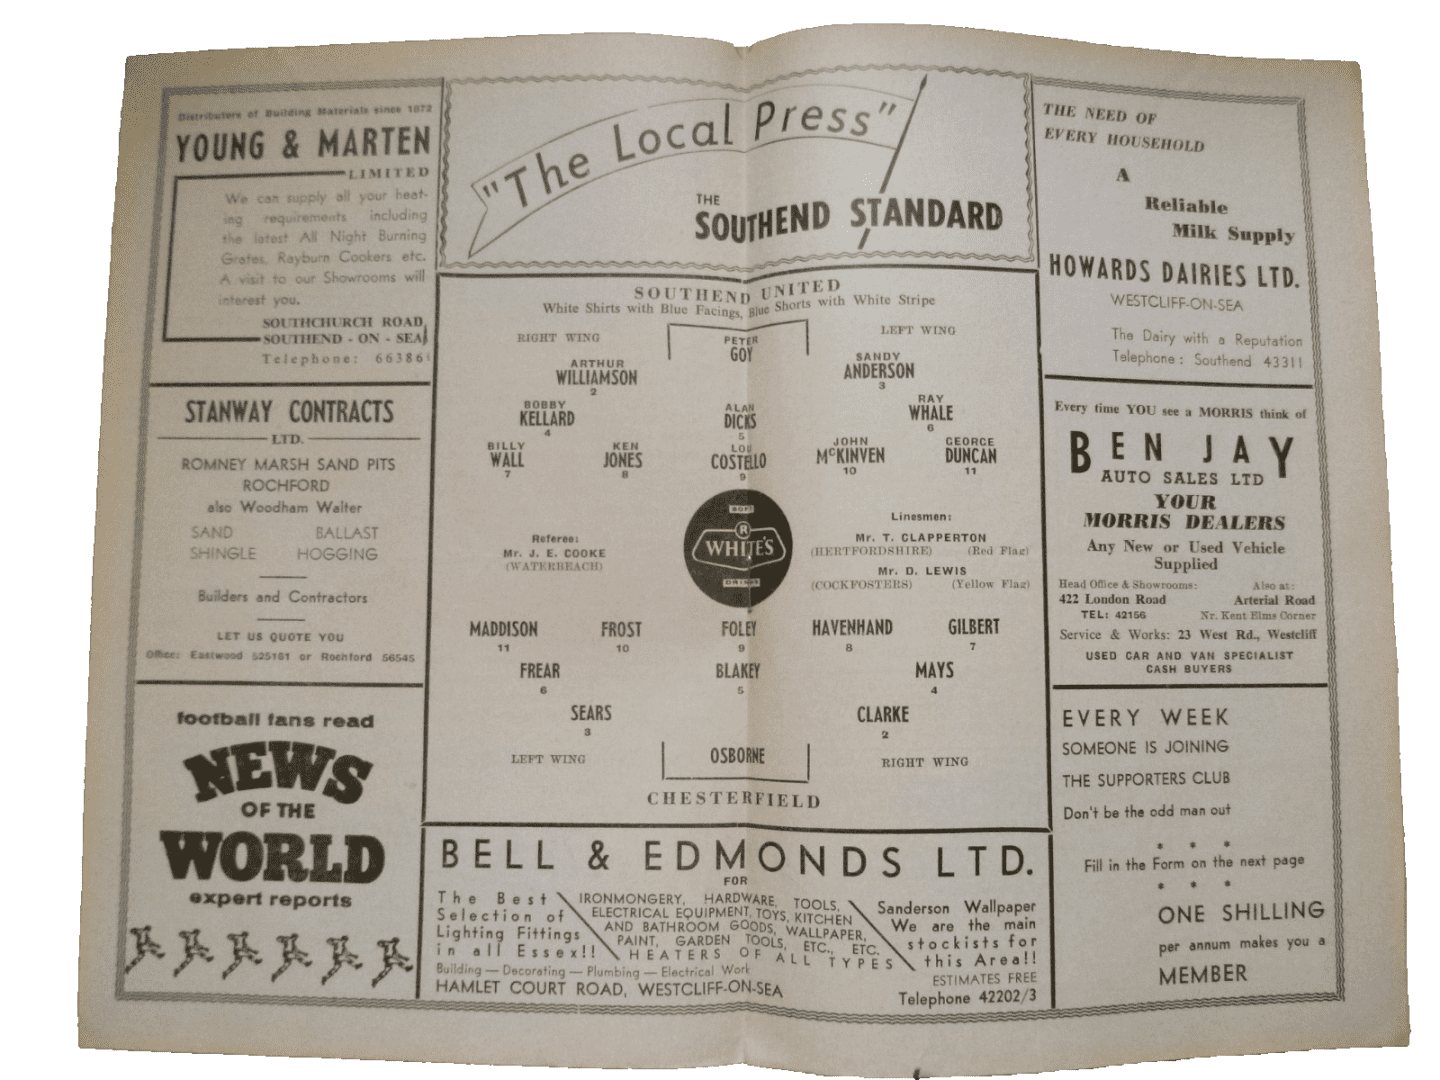 Distributers of Building Materials since 1872
YOUNG & MARTEN
LIMITED
We can supply all your heat-
ing requirements including
the latest All Night Burning
Grates, Rayburn Cookers etc.
A visit to our Showrooms will
interest you.
SOUTHCHURCH ROAD,
SOUTHEND - ON - SEA
Telephone: 66386
STANWAY CONTRACTS
LTD.
ROMNEY MARSH SAND PITS
ROCHFORD
also Woodham Walter
SAND BALLAST
SHINGLE HOGGING
Builders and Contractors
LET US QUOTE YOU
Office: Eastwood 525161 or Rochford 56545
football fans read
NEWS
OF THE
WORLD
expert reports
"The Local Press"
THE
SOUTHEND STANDARD
SOUTHEND UNITED
White Shirts with Blue Facings, Blue Shorts with White Stripe
RIGHT WING
LEFT WING
PETER
GOY
ARTHUR
WILLIAMSON
2
SANDY
ANDERSON
3
BOBBY
KELLARD
4
ALAN
DICKS
5
RAY
WHALE
6
BILLY
WALL
7
KEN
JONES
8
LOU
COSTELLO
9
JOHN
McKINVEN
10
GEORGE
DUNCAN
11
Referee:
Mr. J. E. COOKE
(WATERBEACH)
R
WHITE'S
DRINKS
Linesmen:
Mr. T. CLAPPERTON
(HERTFORDSHIRE) (Red Flag)
Mr. D. LEWIS
(COCKFOSTERS) (Yellow Flag)
MADDISON FROST FOLEY HAVENHAND GILBERT
11 10 9 8 7
FREAR BLAKEY MAYS
6 5 4
SEARS CLARKE
3 2
LEFT WING OSBORNE RIGHT WING
CHESTERFIELD
BELL & EDMONDS LTD.
FOR
The Best
Selection of
Lighting Fittings
in all Essex!!
IRONMONGERY, HARDWARE, TOOLS,
ELECTRICAL EQUIPMENT, TOYS, KITCHEN
AND BATHROOM GOODS, WALLPAPER,
PAINT, GARDEN TOOLS, ETC., ETC.
HEATERS OF ALL TYPES
Sanderson Wallpaper
We are the main
stockists for
this Area!!
Building — Decorating — Plumbing — Electrical Work
ESTIMATES FREE
HAMLET COURT ROAD, WESTCLIFF-ON-SEA
Telephone 42202/3
THE NEED OF
EVERY HOUSEHOLD
A
Reliable
Milk Supply
HOWARDS DAIRIES LTD.
WESTCLIFF-ON-SEA
The Dairy with a Reputation
Telephone: Southend 43311
Every time YOU see a MORRIS think of
BEN JAY
AUTO SALES LTD
YOUR
MORRIS DEALERS
Any New or Used Vehicle
Supplied
Head Office & Showrooms: Also at:
422 London Road Arterial Road
TEL: 42156 Nr. Kent Elms Corner
Service & Works: 23 West Rd., Westcliff
USED CAR AND VAN SPECIALIST
CASH BUYERS
EVERY WEEK
SOMEONE IS JOINING
THE SUPPORTERS CLUB
Don't be the odd man out
* * *
Fill in the Form on the next page
* * *
ONE SHILLING
per annum makes you a
MEMBER